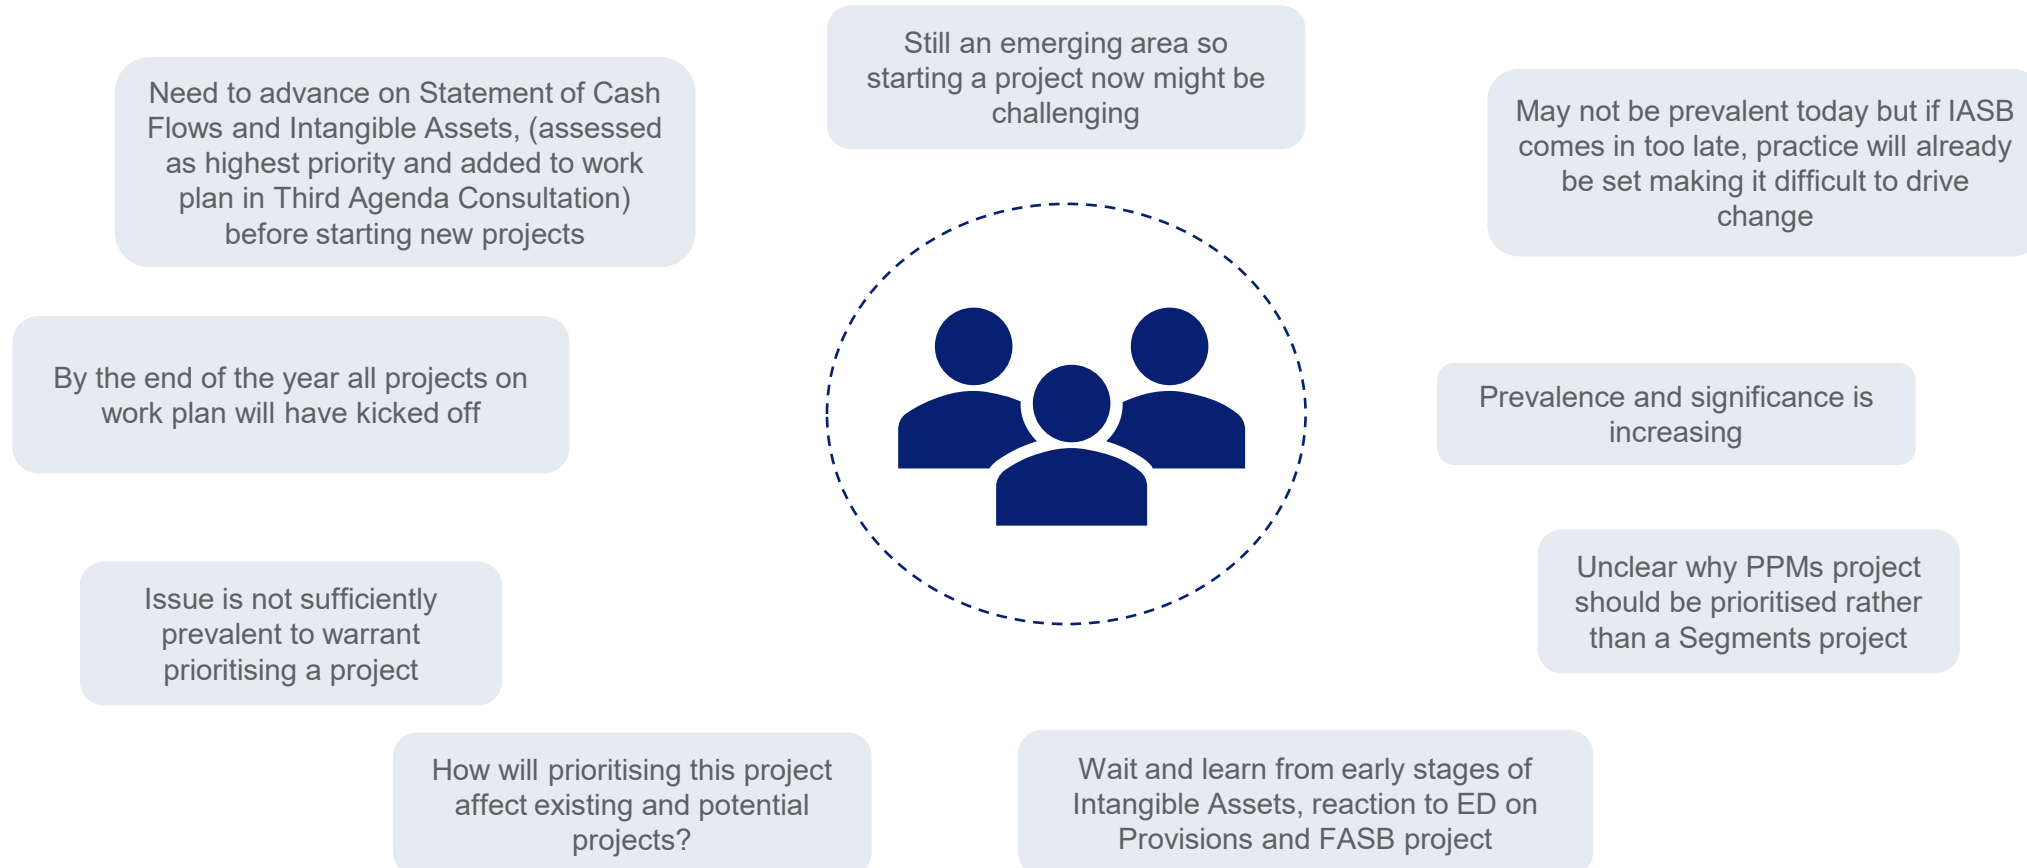 Still an emerging area so
starting a project now might be
challenging
Need to advance on Statement of Cash
Flows and Intangible Assets, (assessed
as highest priority and added to work
plan in Third Agenda Consultation)
before starting new projects
May not be prevalent today but if IASB
comes in too late, practice will already
be set making it difficult to drive
change
By the end of the year all projects on
work plan will have kicked off
Prevalence and significance is
increasing
Issue is not sufficiently
prevalent to warrant
prioritising a project
Unclear why PPMs project
should be prioritised rather
than a Segments project
How will prioritising this project
affect existing and potential
projects?
Wait and learn from early stages of
Intangible Assets, reaction to ED on
Provisions and FASB project